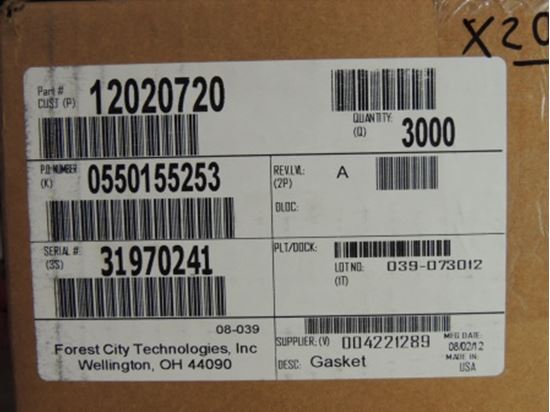 X20
Part #
CUST (P) 12020720
QUANTITY:
(Q) 3000
P.O. NUMBER
(K) 0550155253
REV.LVL: A
(2P)
DLOC:
SERIAL #:
(3S) 31970241
PLT/DOCK:
LOT NO: 039-073012
(1T)
08-039
Forest City Technologies, Inc
Wellington, OH 44090
SUPPLIER: (V) 004221289
DESC: Gasket
MFG DATE:
08/02/12
MADE IN:
USA